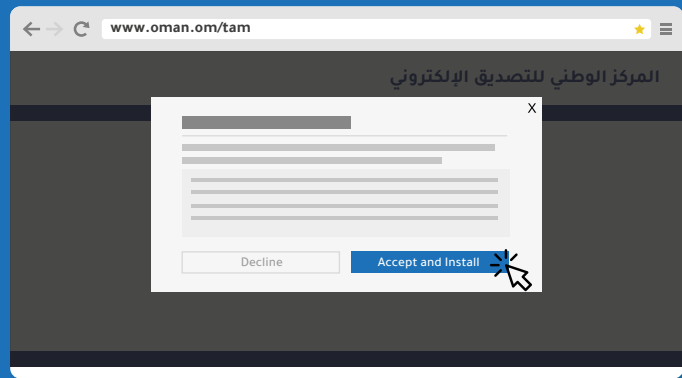 www.oman.om/tam
المركز الوطني للتصديق الإلكتروني
X
Decline
Accept and Install